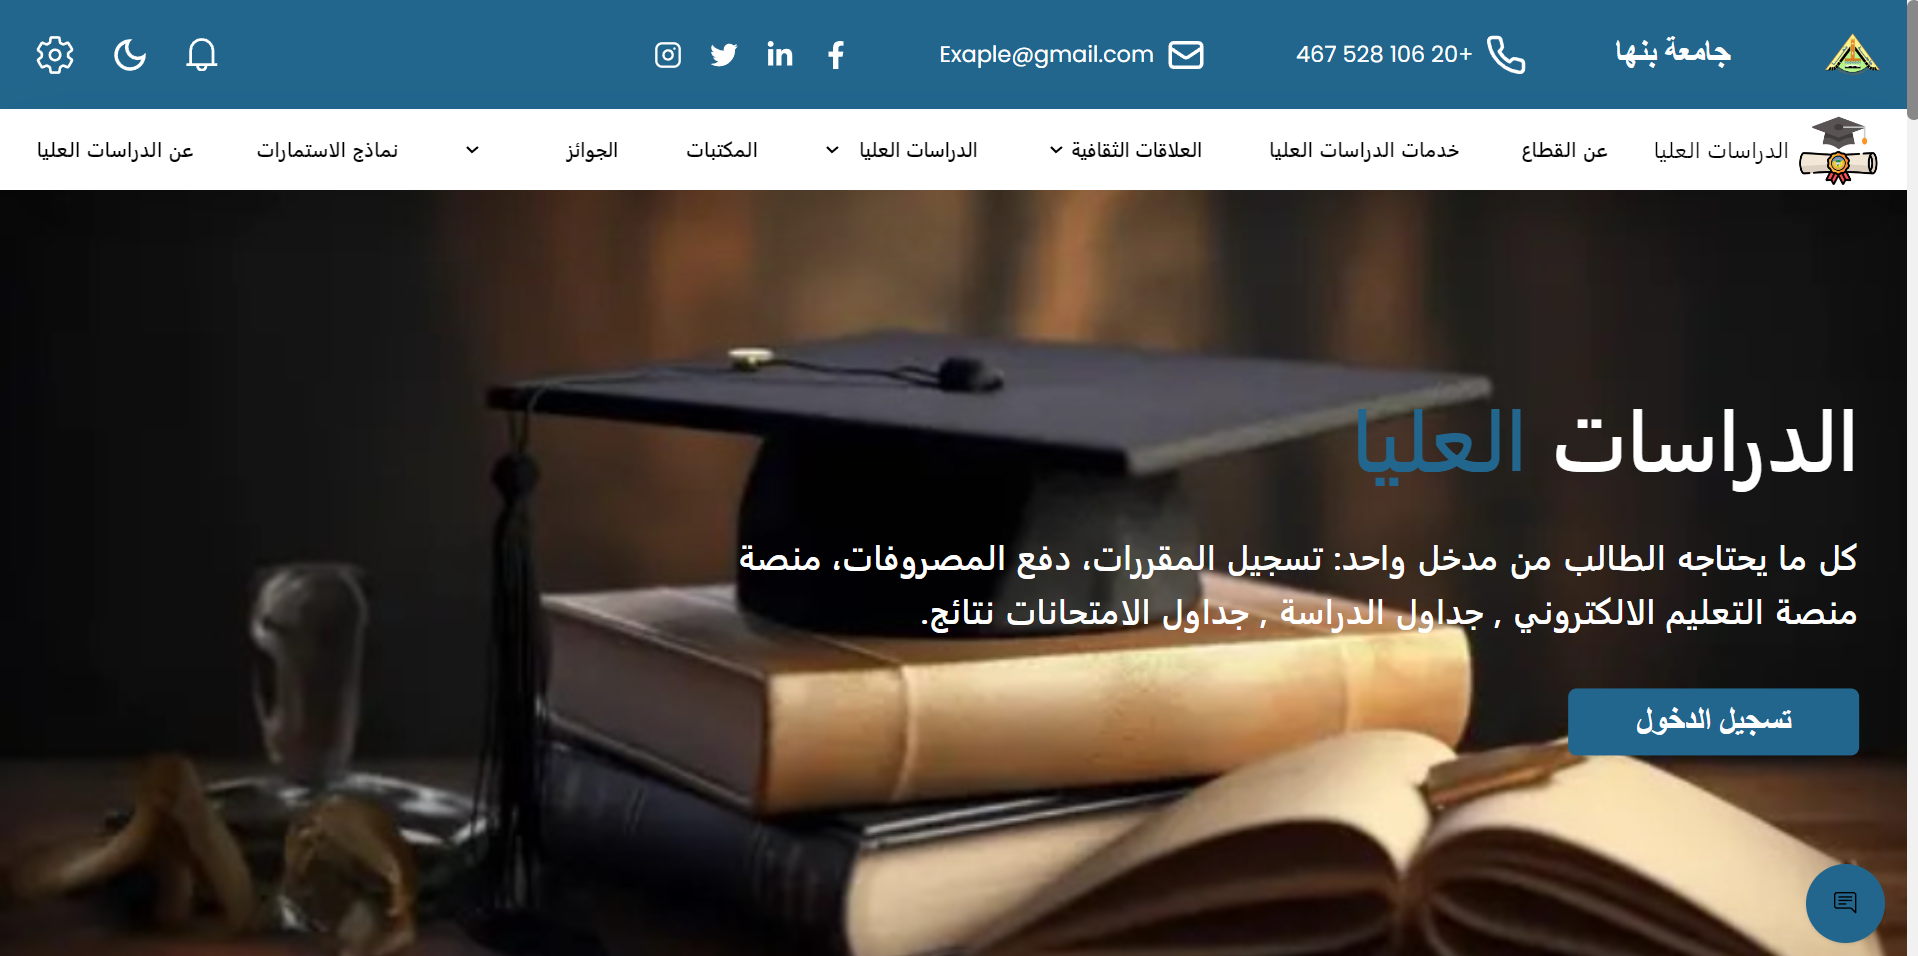 جامعة بنها
+20 106 528 467
Exaple@gmail.com
الدراسات العليا
عن القطاع
خدمات الدراسات العليا
العلاقات الثقافية
الدراسات العليا
المكتبات
الجوائز
نماذج الاستمارات
عن الدراسات العليا
الدراسات العليا
كل ما يحتاجه الطالب من مدخل واحد: تسجيل المقررات، دفع المصروفات، منصة
منصة التعليم الالكتروني , جداول الدراسة , جداول الامتحانات نتائج.
تسجيل الدخول